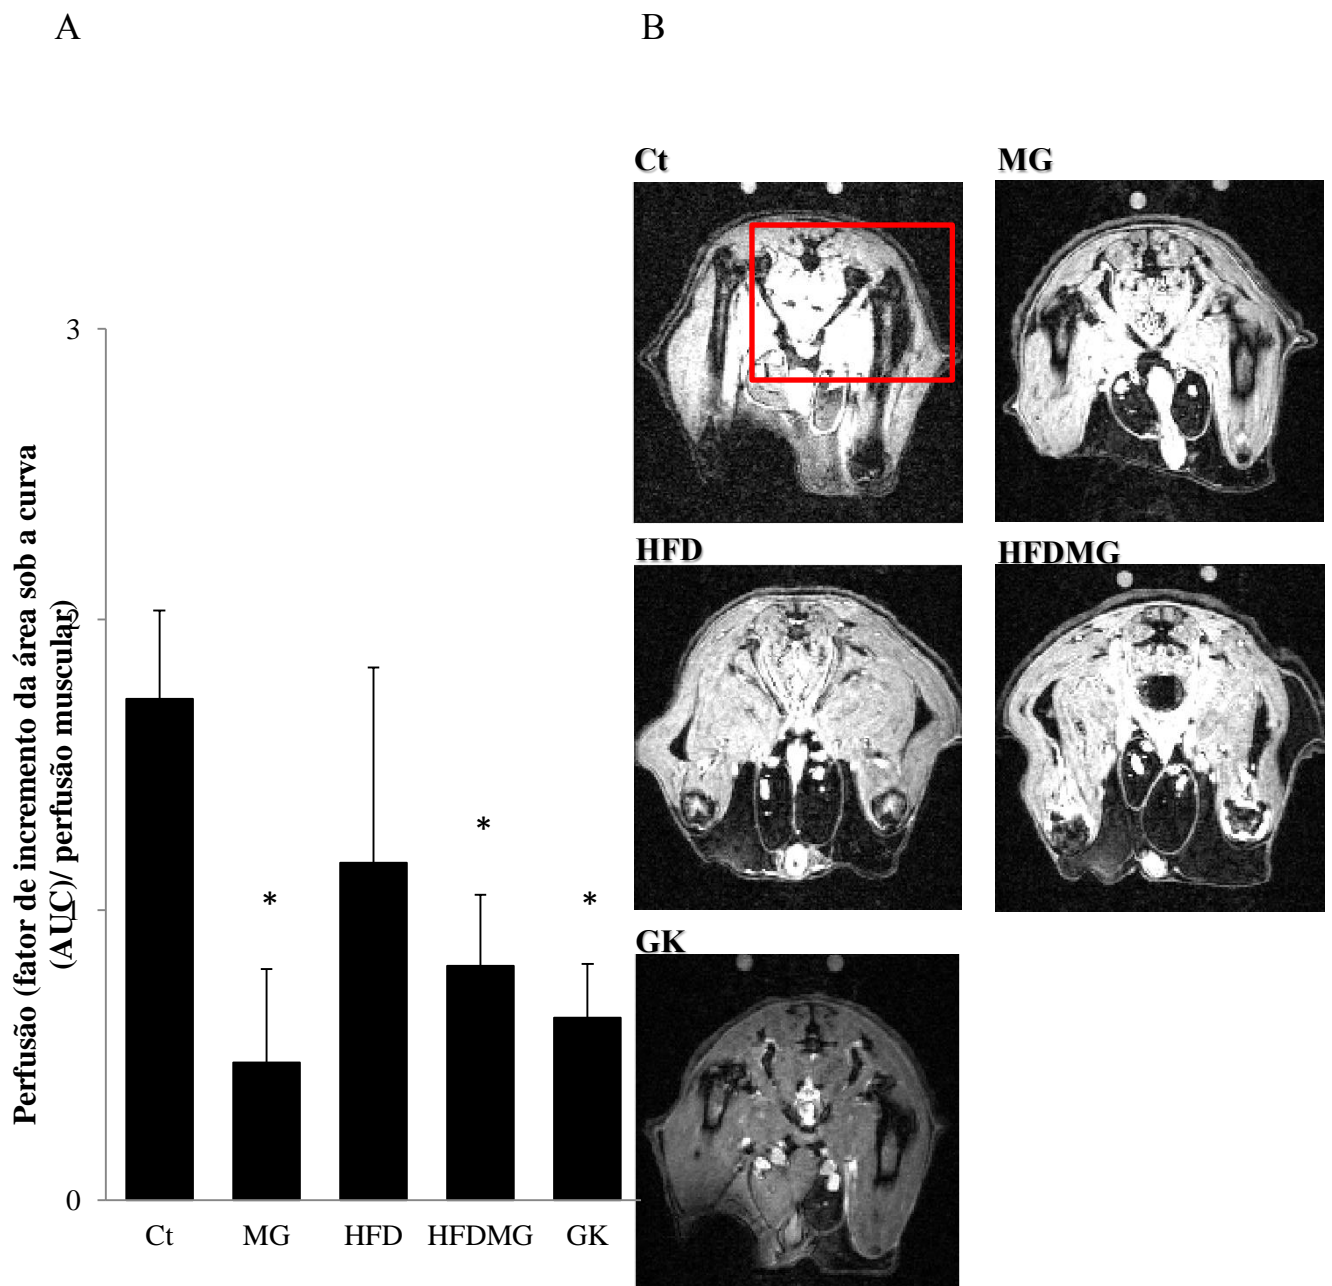 A
B
Perfusão (fator de incremento da área sob a curva
(AUC)/ perfusão muscular)
3
2
1
0
*
*
*
Ct
MG
HFD
HFDMG
GK
Ct
MG
HFD
HFDMG
GK